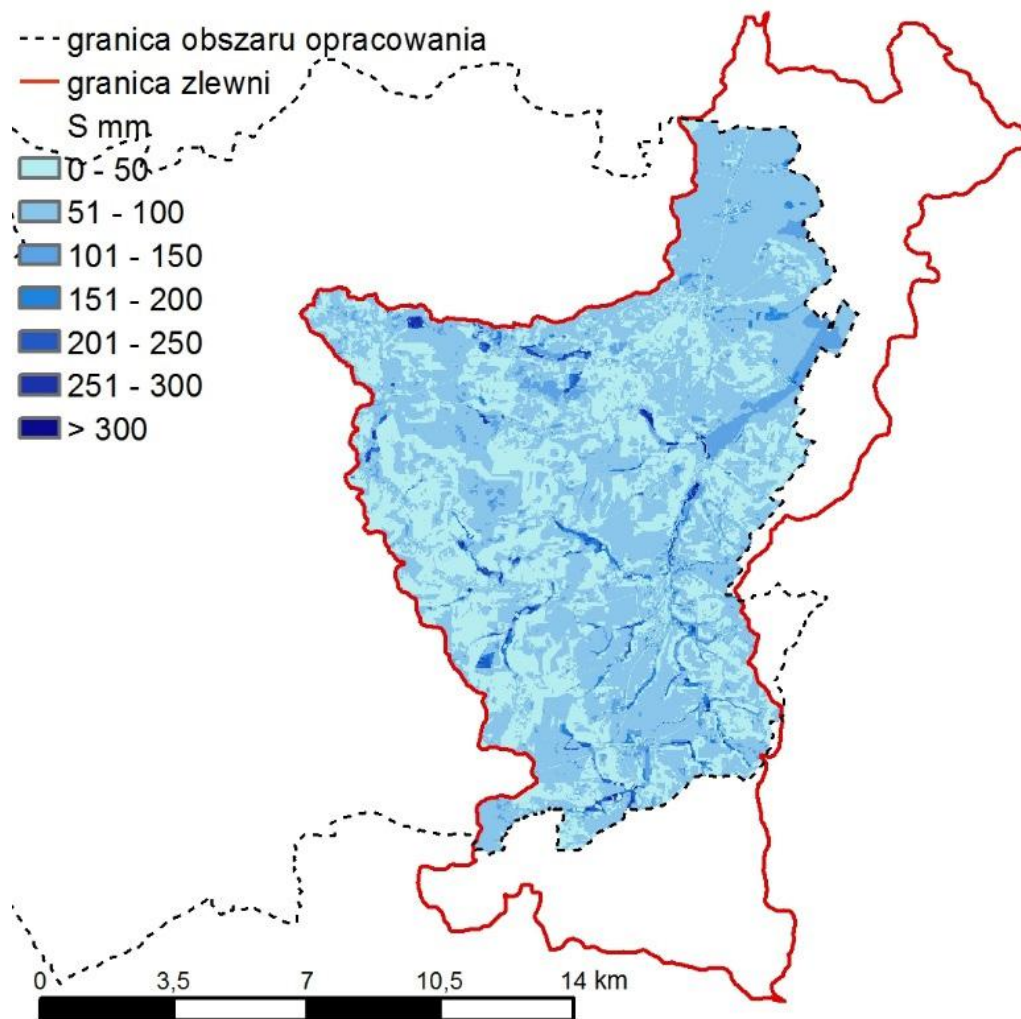 granica obszaru opracowania
granica zlewni
S mm
0 - 50
51 - 100
101 - 150
151 - 200
201 - 250
251 - 300
> 300
0 3,5 7 10,5 14 km